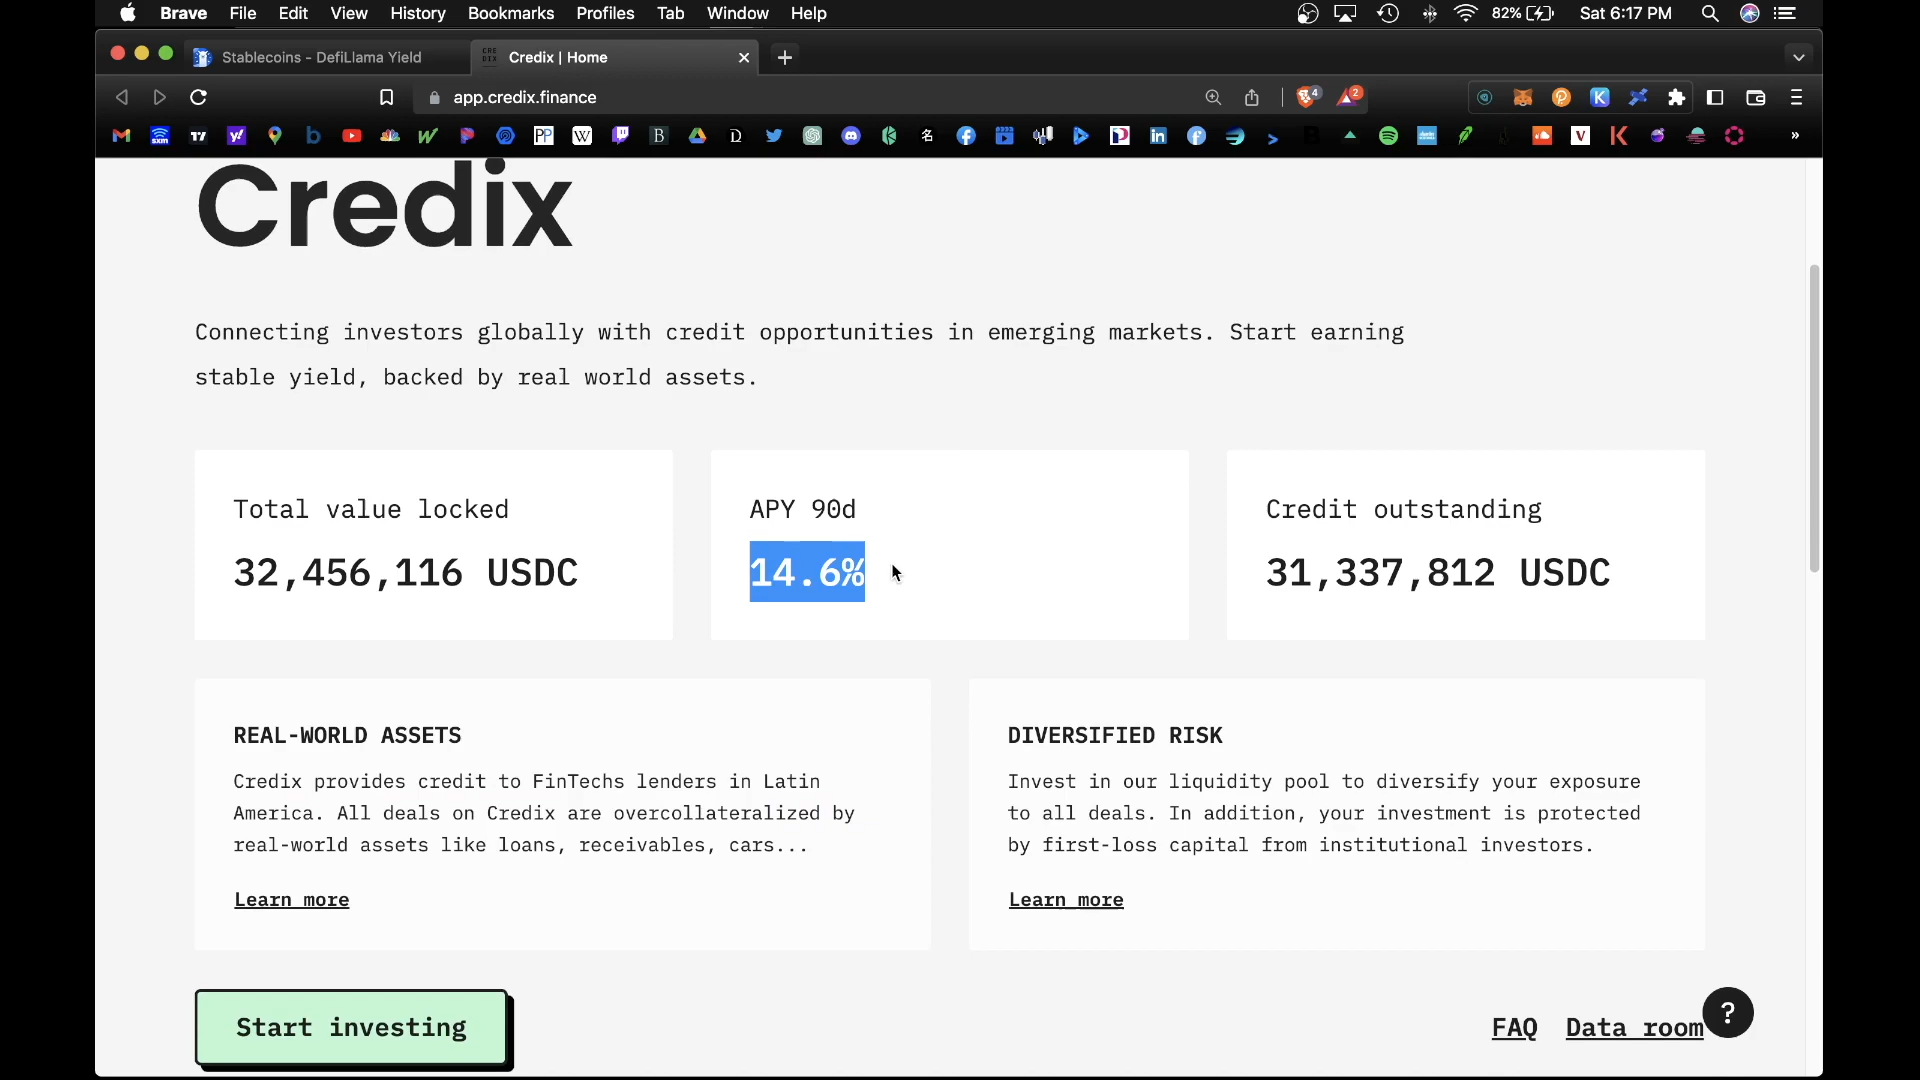 Brave File Edit View History Bookmarks Profiles Tab Window Help 82% Sat 6:17 PM
Stablecoins - DefiLlama Yield
CRE
DIX
Credix | Home
app.credix.finance
4
2
Credix
Connecting investors globally with credit opportunities in emerging markets. Start earning
stable yield, backed by real world assets.
Total value locked
32,456,116 USDC
APY 90d
14.6%
Credit outstanding
31,337,812 USDC
REAL-WORLD ASSETS
Credix provides credit to FinTechs lenders in Latin
America. All deals on Credix are overcollateralized by
real-world assets like loans, receivables, cars...
Learn more
DIVERSIFIED RISK
Invest in our liquidity pool to diversify your exposure
to all deals. In addition, your investment is protected
by first-loss capital from institutional investors.
Learn more
Start investing
FAQ
Data room
?